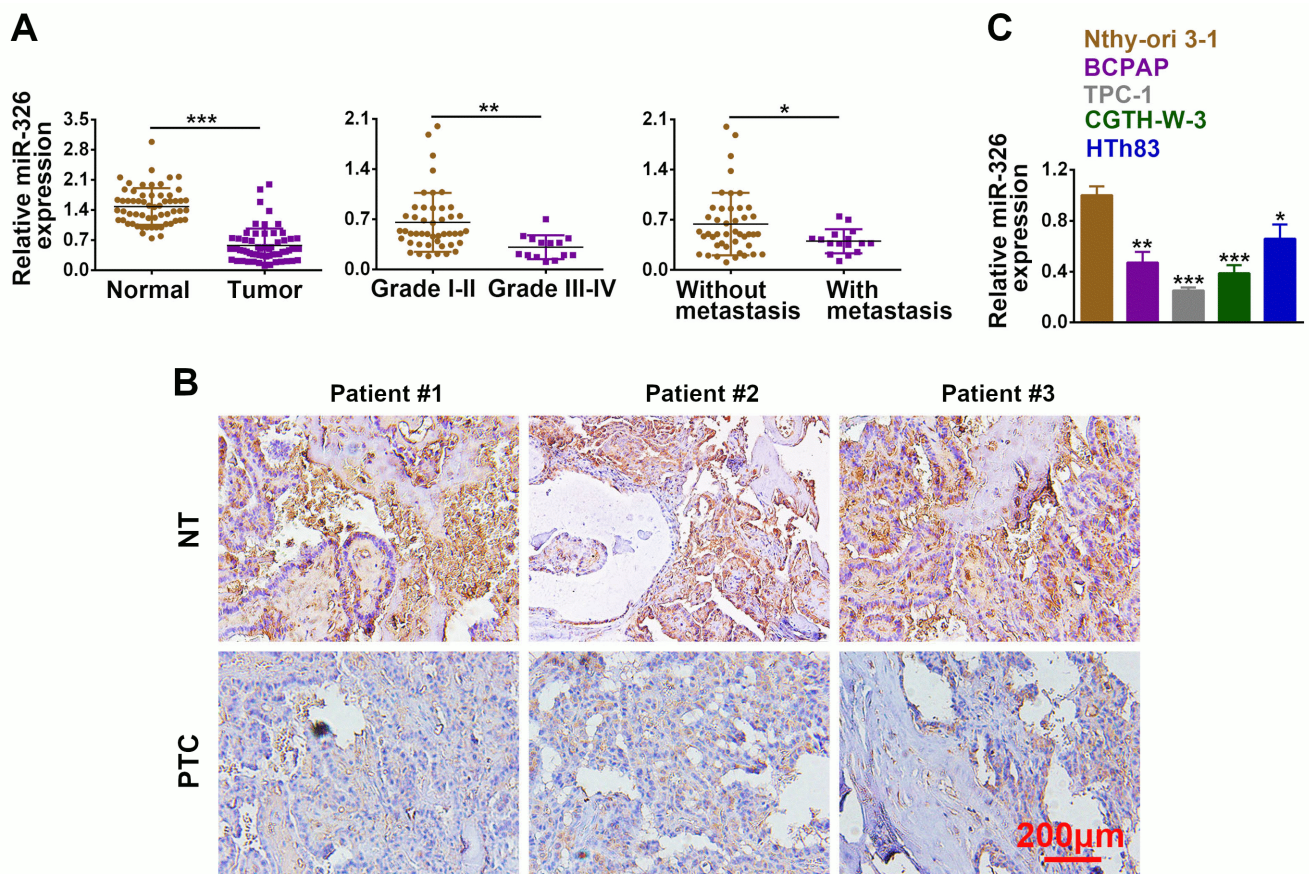 A
Relative miR-326
expression
3.5
2.8
2.1
1.4
0.7
0.0
***
Normal
Tumor
2.1
1.4
0.7
0.0
**
Grade I-II
Grade III-IV
2.1
1.4
0.7
0.0
*
Without
metastasis
With
metastasis
C
Nthy-ori 3-1
BCPAP
TPC-1
CGTH-W-3
HTh83
Relative miR-326
expression
1.2
0.8
0.4
0.0
**
***
***
*
B
Patient #1
Patient #2
Patient #3
NT
PTC
200μm